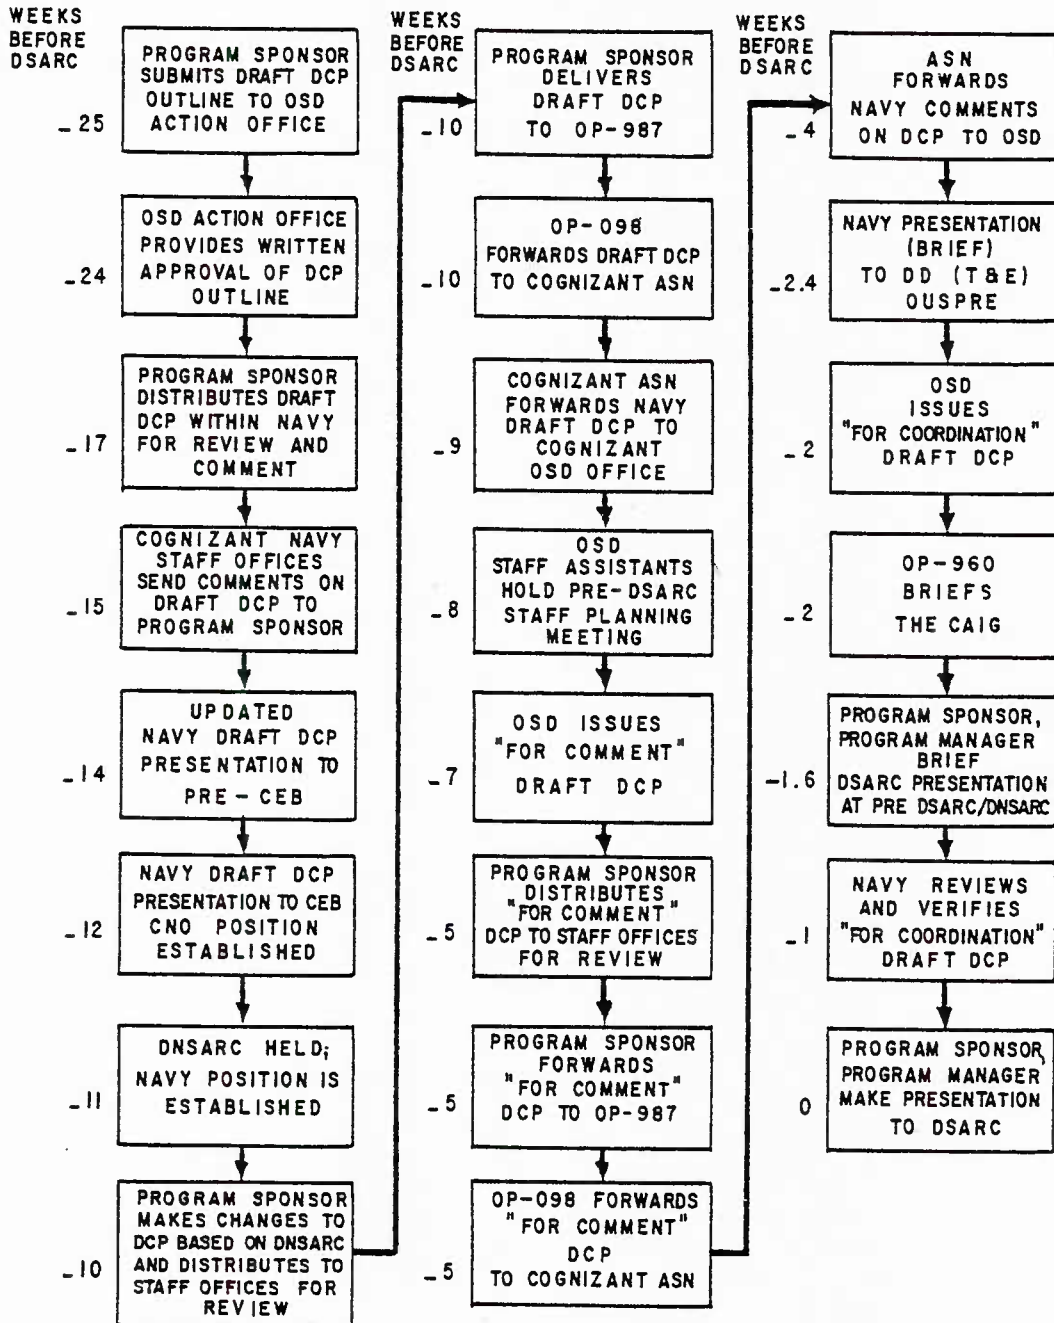 WEEKS
BEFORE
DSARC
-25
PROGRAM SPONSOR
SUBMITS DRAFT DCP
OUTLINE TO OSD
ACTION OFFICE
-24
OSD ACTION OFFICE
PROVIDES WRITTEN
APPROVAL OF DCP
OUTLINE
-17
PROGRAM SPONSOR
DISTRIBUTES DRAFT
DCP WITHIN NAVY
FOR REVIEW AND
COMMENT
-15
COGNIZANT NAVY
STAFF OFFICES
SEND COMMENTS ON
DRAFT DCP TO
PROGRAM SPONSOR
-14
UPDATED
NAVY DRAFT DCP
PRESENTATION TO
PRE-CEB
-12
NAVY DRAFT DCP
PRESENTATION TO CEB
CNO POSITION
ESTABLISHED
-11
DNSARC HELD;
NAVY POSITION IS
ESTABLISHED
-10
PROGRAM SPONSOR
MAKES CHANGES TO
DCP BASED ON DNSARC
AND DISTRIBUTES TO
STAFF OFFICES FOR
REVIEW
WEEKS
BEFORE
DSARC
-10
PROGRAM SPONSOR
DELIVERS
DRAFT DCP
TO OP-987
-10
OP-098
FORWARDS DRAFT DCP
TO COGNIZANT ASN
-9
COGNIZANT ASN
FORWARDS NAVY
DRAFT DCP TO
COGNIZANT
OSD OFFICE
-8
OSD
STAFF ASSISTANTS
HOLD PRE-DSARC
STAFF PLANNING
MEETING
-7
OSD ISSUES
"FOR COMMENT"
DRAFT DCP
-5
PROGRAM SPONSOR
DISTRIBUTES
"FOR COMMENT"
DCP TO STAFF OFFICES
FOR REVIEW
-5
PROGRAM SPONSOR
FORWARDS
"FOR COMMENT"
DCP TO OP-987
-5
OP-098 FORWARDS
"FOR COMMENT"
DCP
TO COGNIZANT ASN
WEEKS
BEFORE
DSARC
-4
ASN
FORWARDS
NAVY COMMENTS
ON DCP TO OSD
-2.4
NAVY PRESENTATION
(BRIEF)
TO DD (T&E)
OUSPRE
-2
OSD
ISSUES
"FOR COORDINATION"
DRAFT DCP
-2
OP-960
BRIEFS
THE CAIG
-1.6
PROGRAM SPONSOR,
PROGRAM MANAGER
BRIEF
DSARC PRESENTATION
AT PRE DSARC/DNSARC
-1
NAVY REVIEWS
AND VERIFIES
"FOR COORDINATION"
DRAFT DCP
0
PROGRAM SPONSOR,
PROGRAM MANAGER
MAKE PRESENTATION
TO DSARC